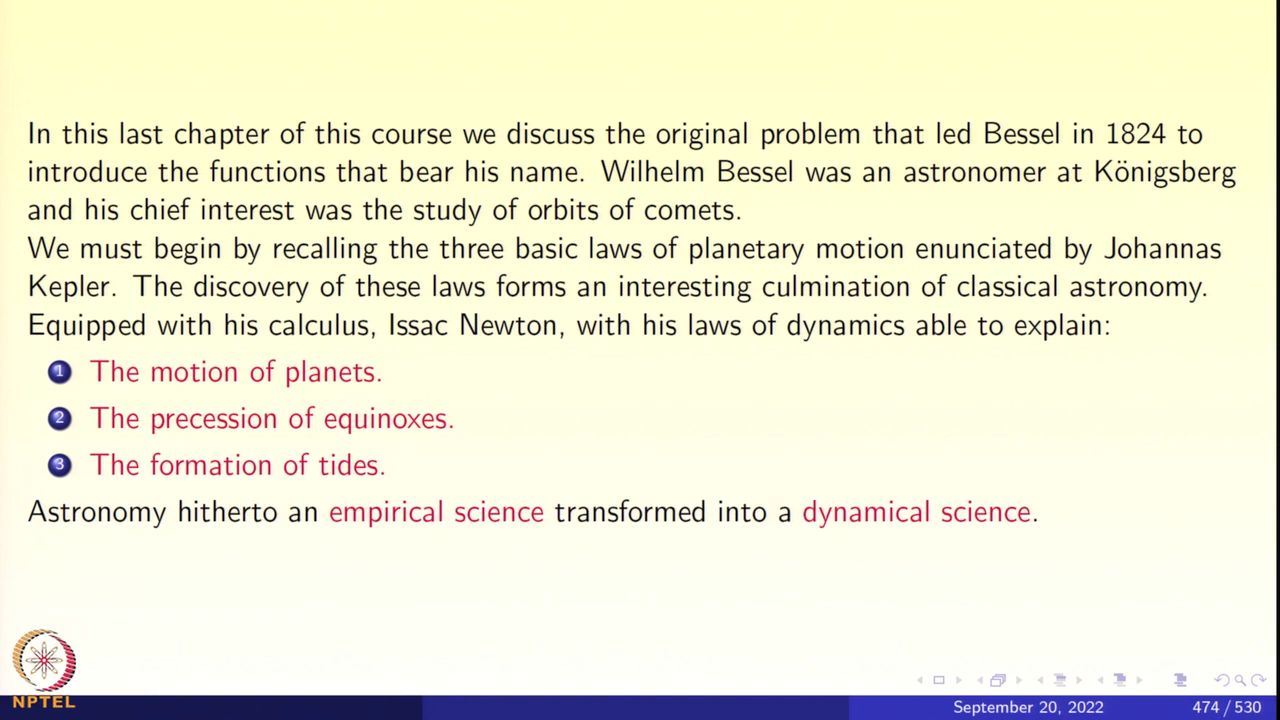 In this last chapter of this course we discuss the original problem that led Bessel in 1824 to
introduce the functions that bear his name. Wilhelm Bessel was an astronomer at Königsberg
and his chief interest was the study of orbits of comets.
We must begin by recalling the three basic laws of planetary motion enunciated by Johannas
Kepler. The discovery of these laws forms an interesting culmination of classical astronomy.
Equipped with his calculus, Issac Newton, with his laws of dynamics able to explain:
1 The motion of planets.
2 The precession of equinoxes.
3 The formation of tides.
Astronomy hitherto an empirical science transformed into a dynamical science.
NPTEL
September 20, 2022 474 / 530